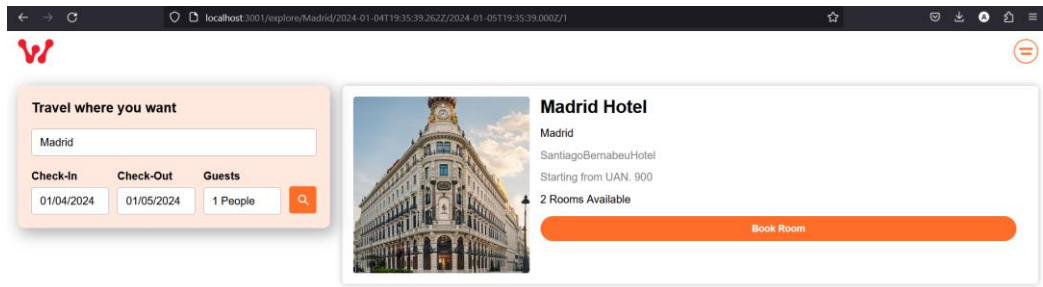 localhost:3001/explore/Madrid/2024-01-04T19:35:39.262Z/2024-01-05T19:35:39.000Z/1
Travel where you want
Madrid
Check-In Check-Out Guests
01/04/2024 01/05/2024 1 People
Madrid Hotel
Madrid
SantiagoBernabeuHotel
Starting from UAN. 900
2 Rooms Available
Book Room